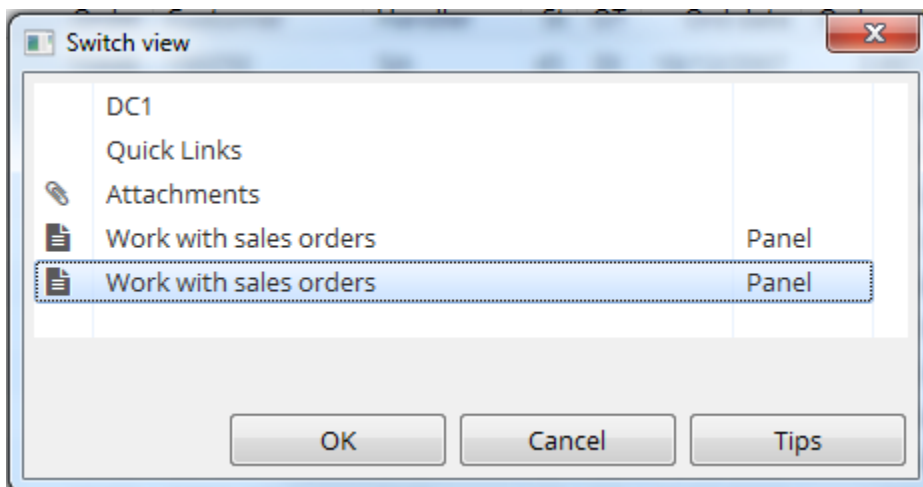 Switch view
DC1
Quick Links
Attachments
Work with sales orders Panel
Work with sales orders Panel
OK Cancel Tips